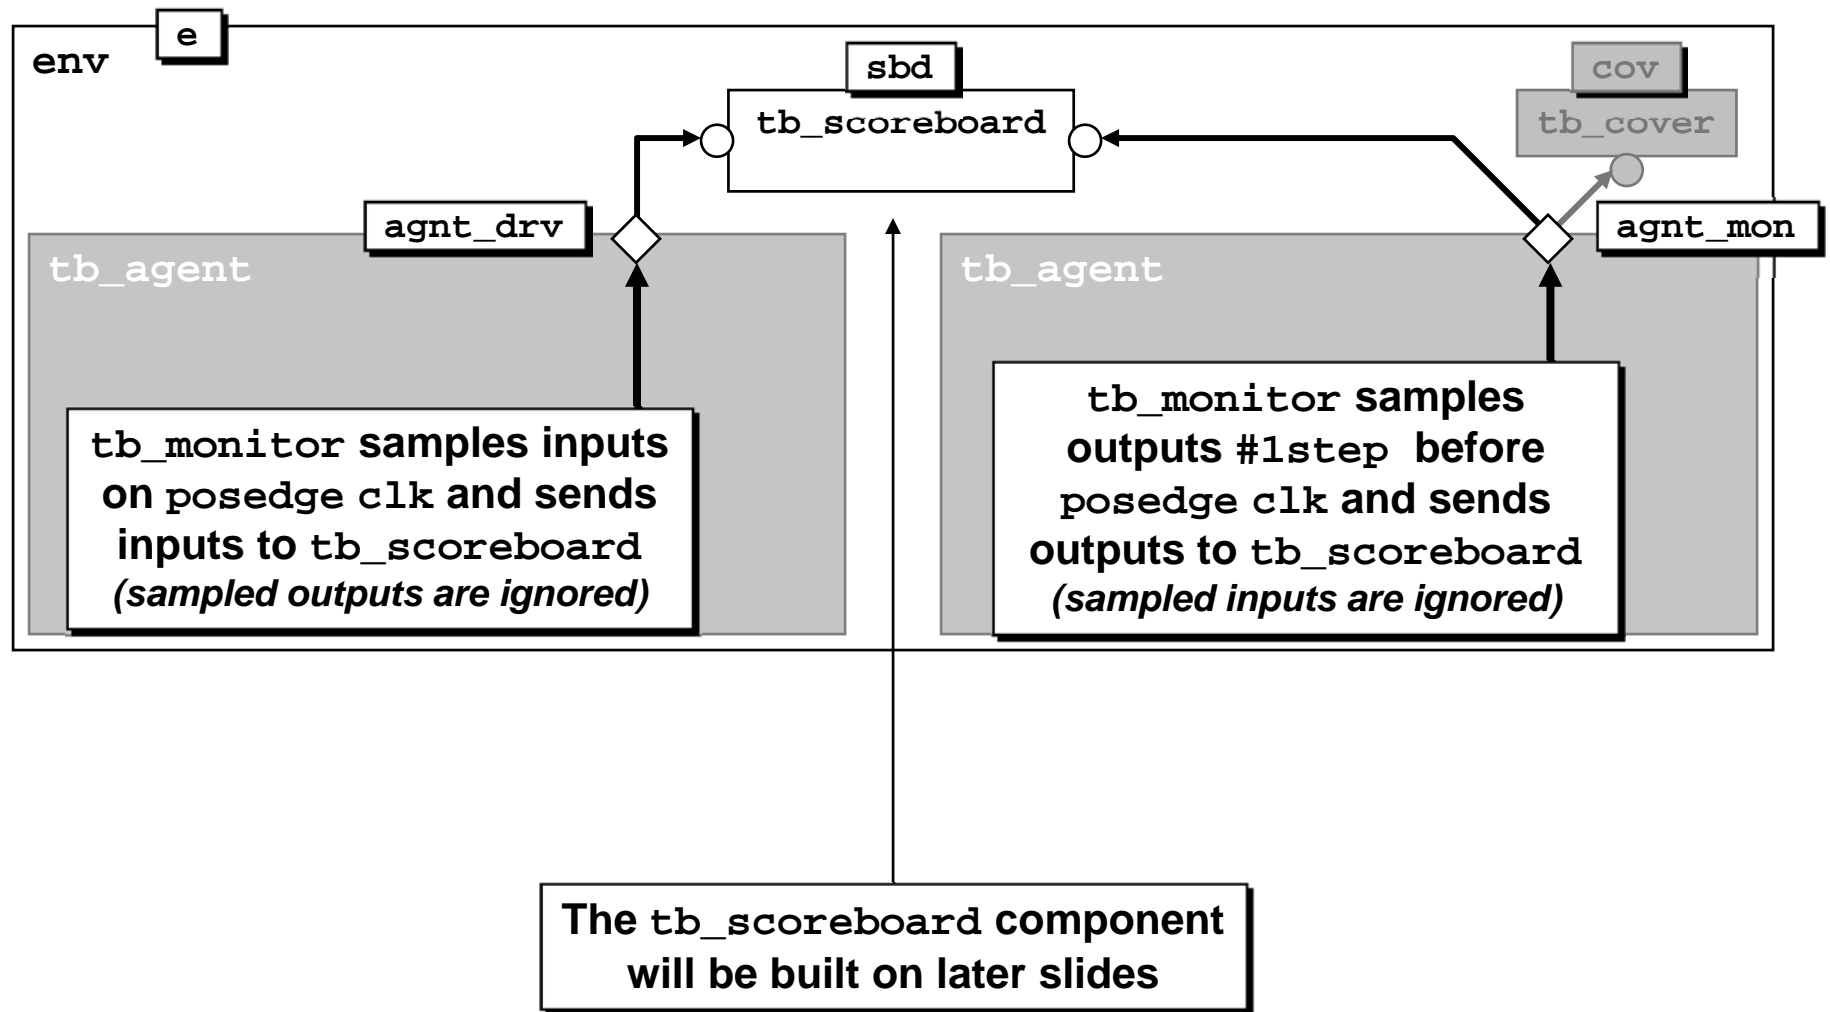 e
env
sbd
cov
tb_scoreboard
tb_cover
agnt_drv
agnt_mon
tb_agent
tb_agent
tb_monitor samples inputs
on posedge clk and sends
inputs to tb_scoreboard
(sampled outputs are ignored)
tb_monitor samples
outputs #1step before
posedge clk and sends
outputs to tb_scoreboard
(sampled inputs are ignored)
The tb_scoreboard component
will be built on later slides